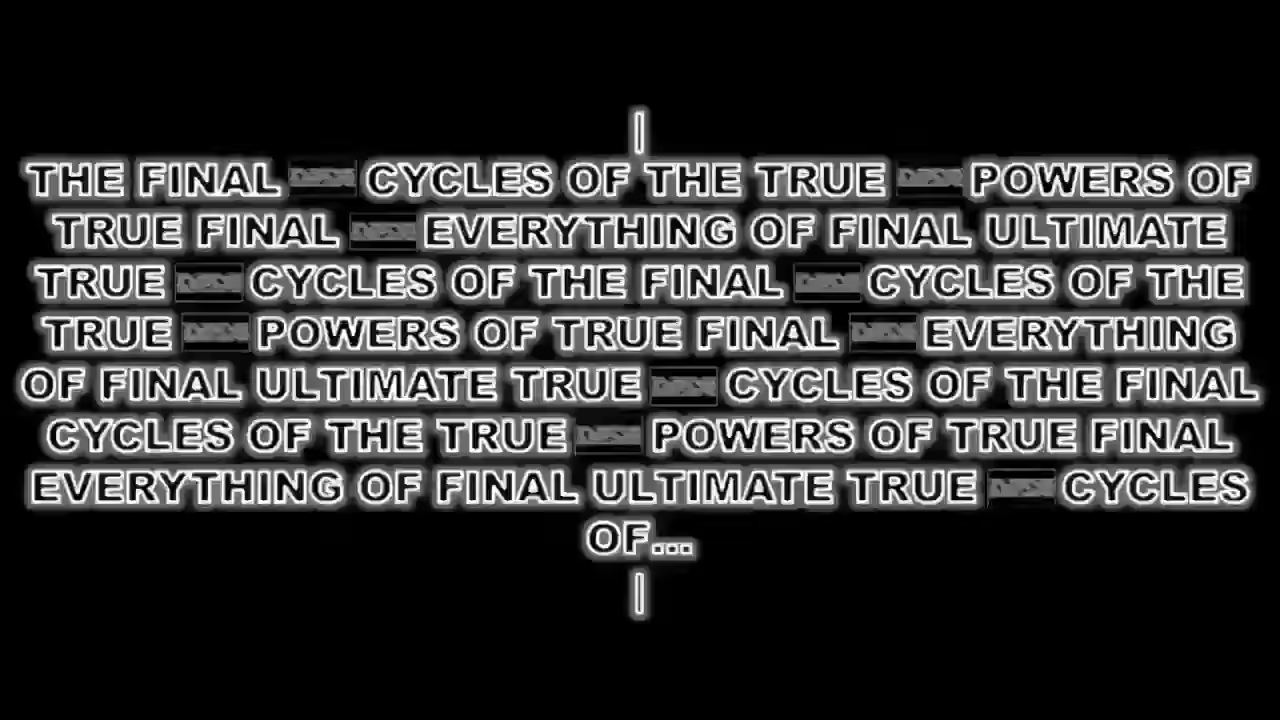 |
THE FINAL CYCLES OF THE TRUE POWERS OF
TRUE FINAL EVERYTHING OF FINAL ULTIMATE
TRUE CYCLES OF THE FINAL CYCLES OF THE
TRUE POWERS OF TRUE FINAL EVERYTHING
OF FINAL ULTIMATE TRUE CYCLES OF THE FINAL
CYCLES OF THE TRUE POWERS OF TRUE FINAL
EVERYTHING OF FINAL ULTIMATE TRUE CYCLES
OF...
|